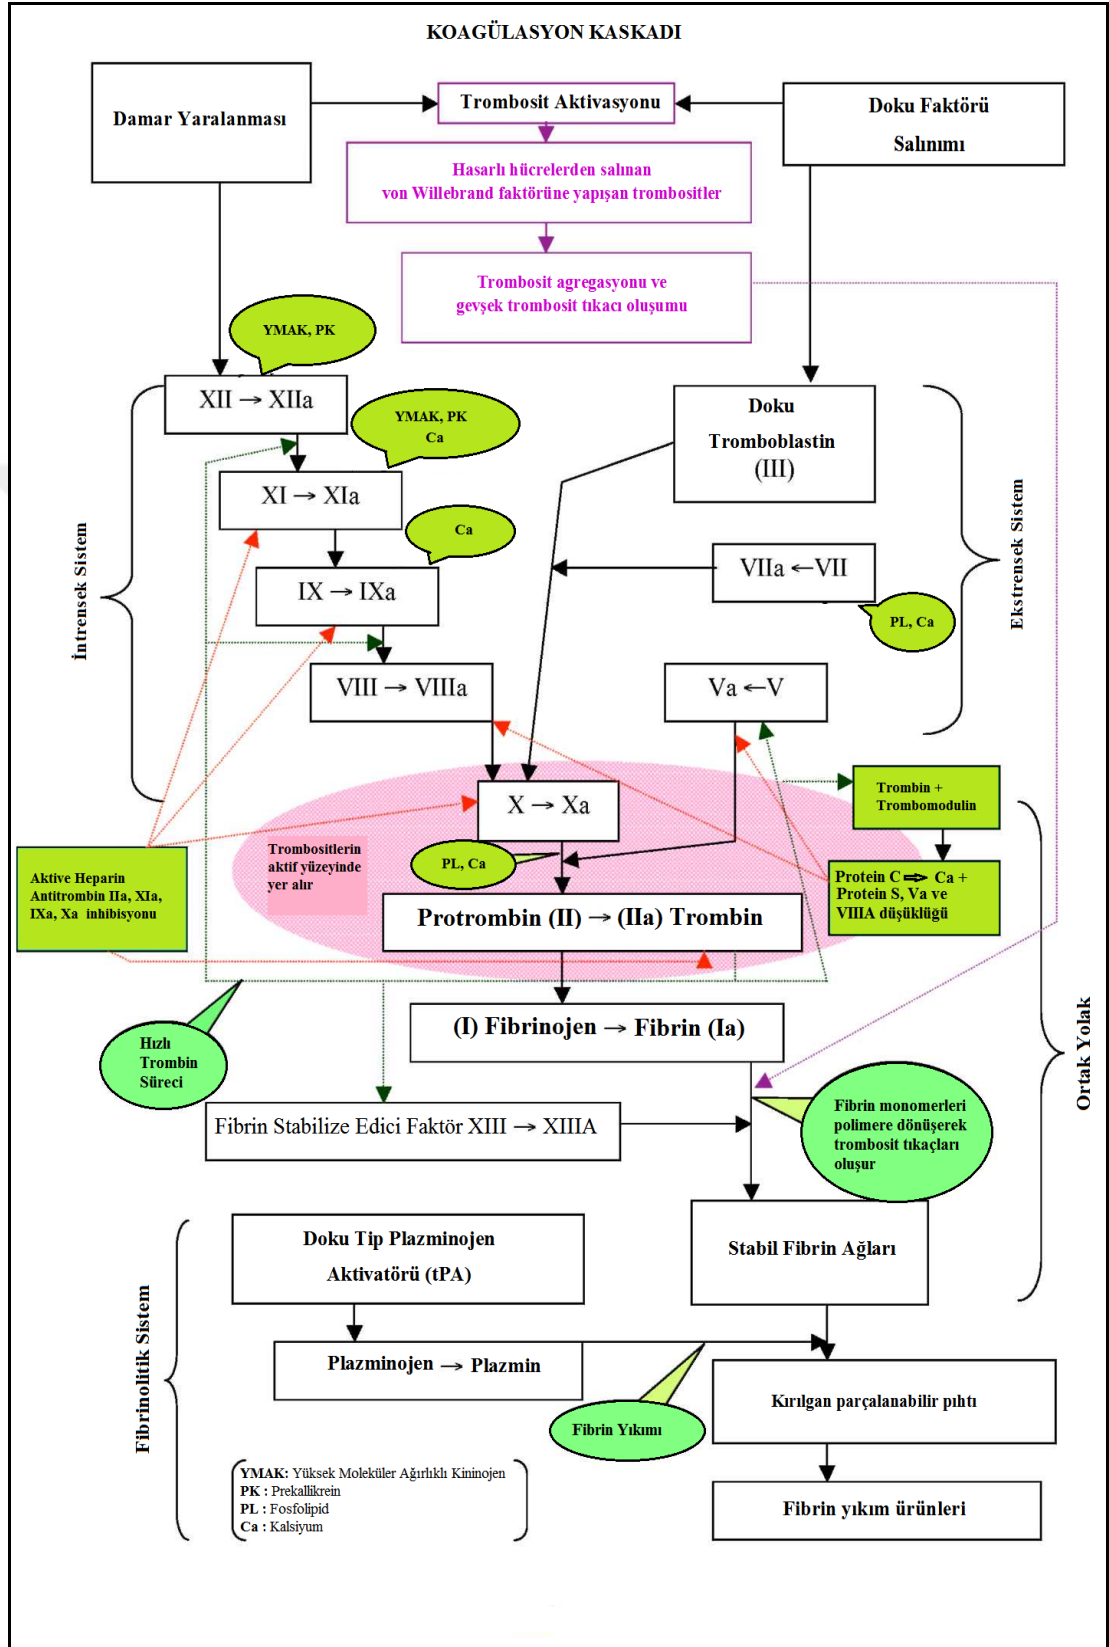 KOAGÜLASYON KASKADI
Damar Yaralanması
Trombosit Aktivasyonu
Doku Faktörü
Salınımı
Hasarlı hücrelerden salınan
von Willebrand faktörüne yapışan trombositler
Trombosit agregasyonu ve
gevşek trombosit tıkacı oluşumu
YMAK, PK
XII → XIIa
YMAK, PK
Ca
XI → XIa
Ca
IX → IXa
VIII → VIIIa
İntrensek Sistem
Doku
Tromboblastin
(III)
VIIa ←VII
PL, Ca
Va ←V
Ekstrensek Sistem
X → Xa
Trombositlerin
aktif yüzeyinde
yer alır
PL, Ca
Protrombin (II) → (IIa) Trombin
Trombin +
Trombomodulin
Protein C ⇒ Ca +
Protein S, Va ve
VIIIA düşüklüğü
Aktive Heparin
Antitrombin IIa, XIa,
IXa, Xa inhibisyonu
(I) Fibrinojen → Fibrin (Ia)
Hızlı
Trombin
Süreci
Fibrin Stabilize Edici Faktör XIII → XIIIA
Fibrin monomerleri
polimere dönüşerek
trombosit tıkaçları
oluşur
Ortak Yolak
Stabil Fibrin Ağları
Doku Tip Plazminojen
Aktivatörü (tPA)
Plazminojen → Plazmin
Fibrinolitik Sistem
Fibrin Yıkımı
Kırılgan parçalanabilir pıhtı
Fibrin yıkım ürünleri
YMAK: Yüksek Moleküler Ağırlıklı Kininojen
PK : Prekallikrein
PL : Fosfolipid
Ca : Kalsiyum